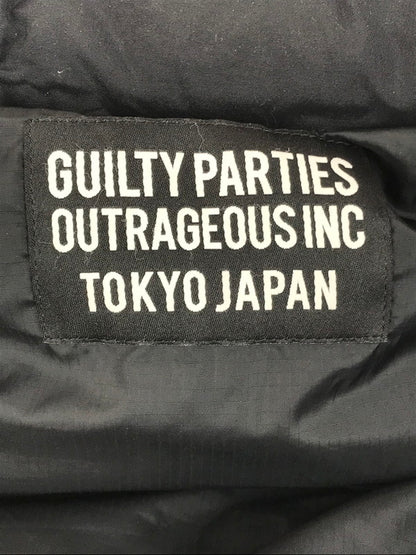 GUILTY PARTIES
OUTRAGEOUS INC
TOKYO JAPAN